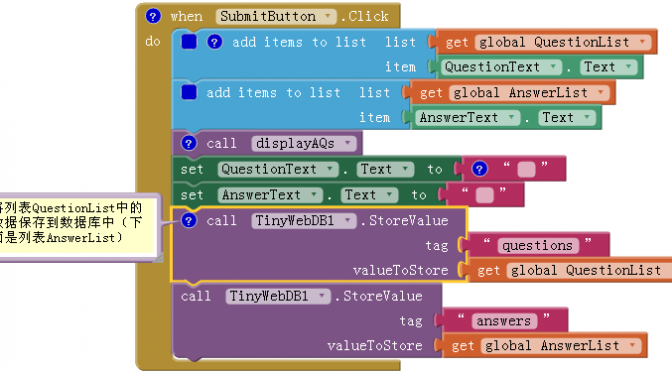 when SubmitButton .Click
do add items to list list get global QuestionList
item QuestionText . Text
add items to list list get global AnswerList
item AnswerText . Text
call displayAQs
set QuestionText . Text to “ ”
set AnswerText . Text to “ ”
列表QuestionList中的
据保存到数据库中（下
是列表AnswerList）
call TinyWebDB1 .StoreValue
tag “ questions ”
valueToStore get global QuestionList
call TinyWebDB1 .StoreValue
tag “ answers ”
valueToStore get global AnswerList